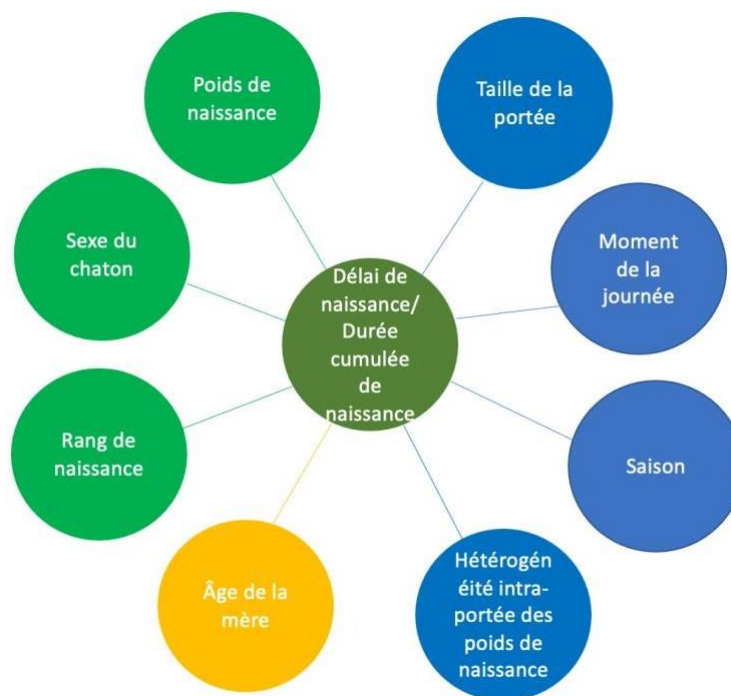 Poids de
naissance
Taille de la
portée
Sexe du
chaton
Moment
de la
journée
Délai de
naissance/
Durée
cumulée
de
naissance
Rang de
naissance
Saison
Âge de la
mère
Hétérogén
éité intra-
portée des
poids de
naissance